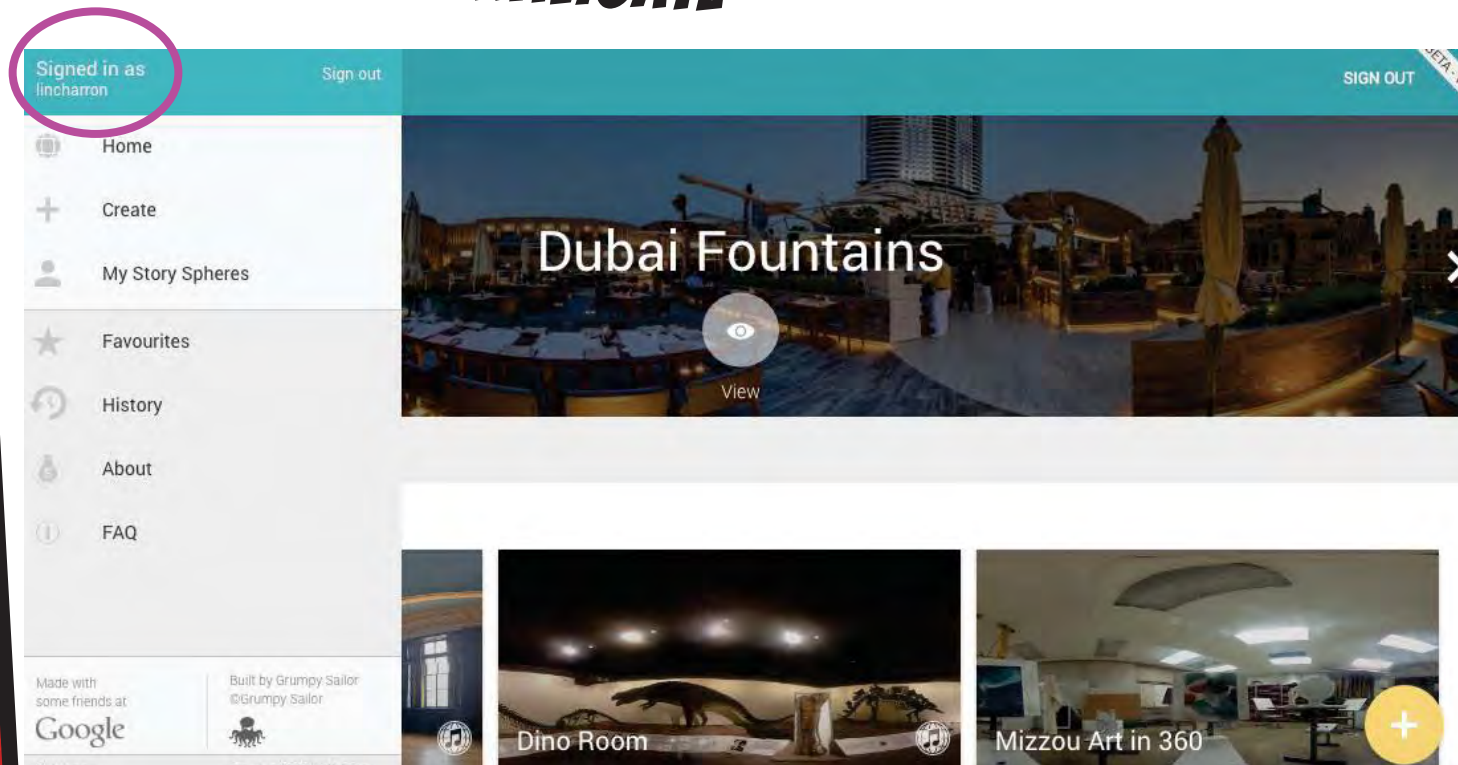 Signed in as
lincharron
Sign out
SIGN OUT
BETA
Home
Create
My Story Spheres
Favourites
History
About
FAQ
Dubai Fountains
View
Made with
some friends at
Google
Built by Grumpy Sailor
©Grumpy Sailor
Dino Room
Mizzou Art in 360